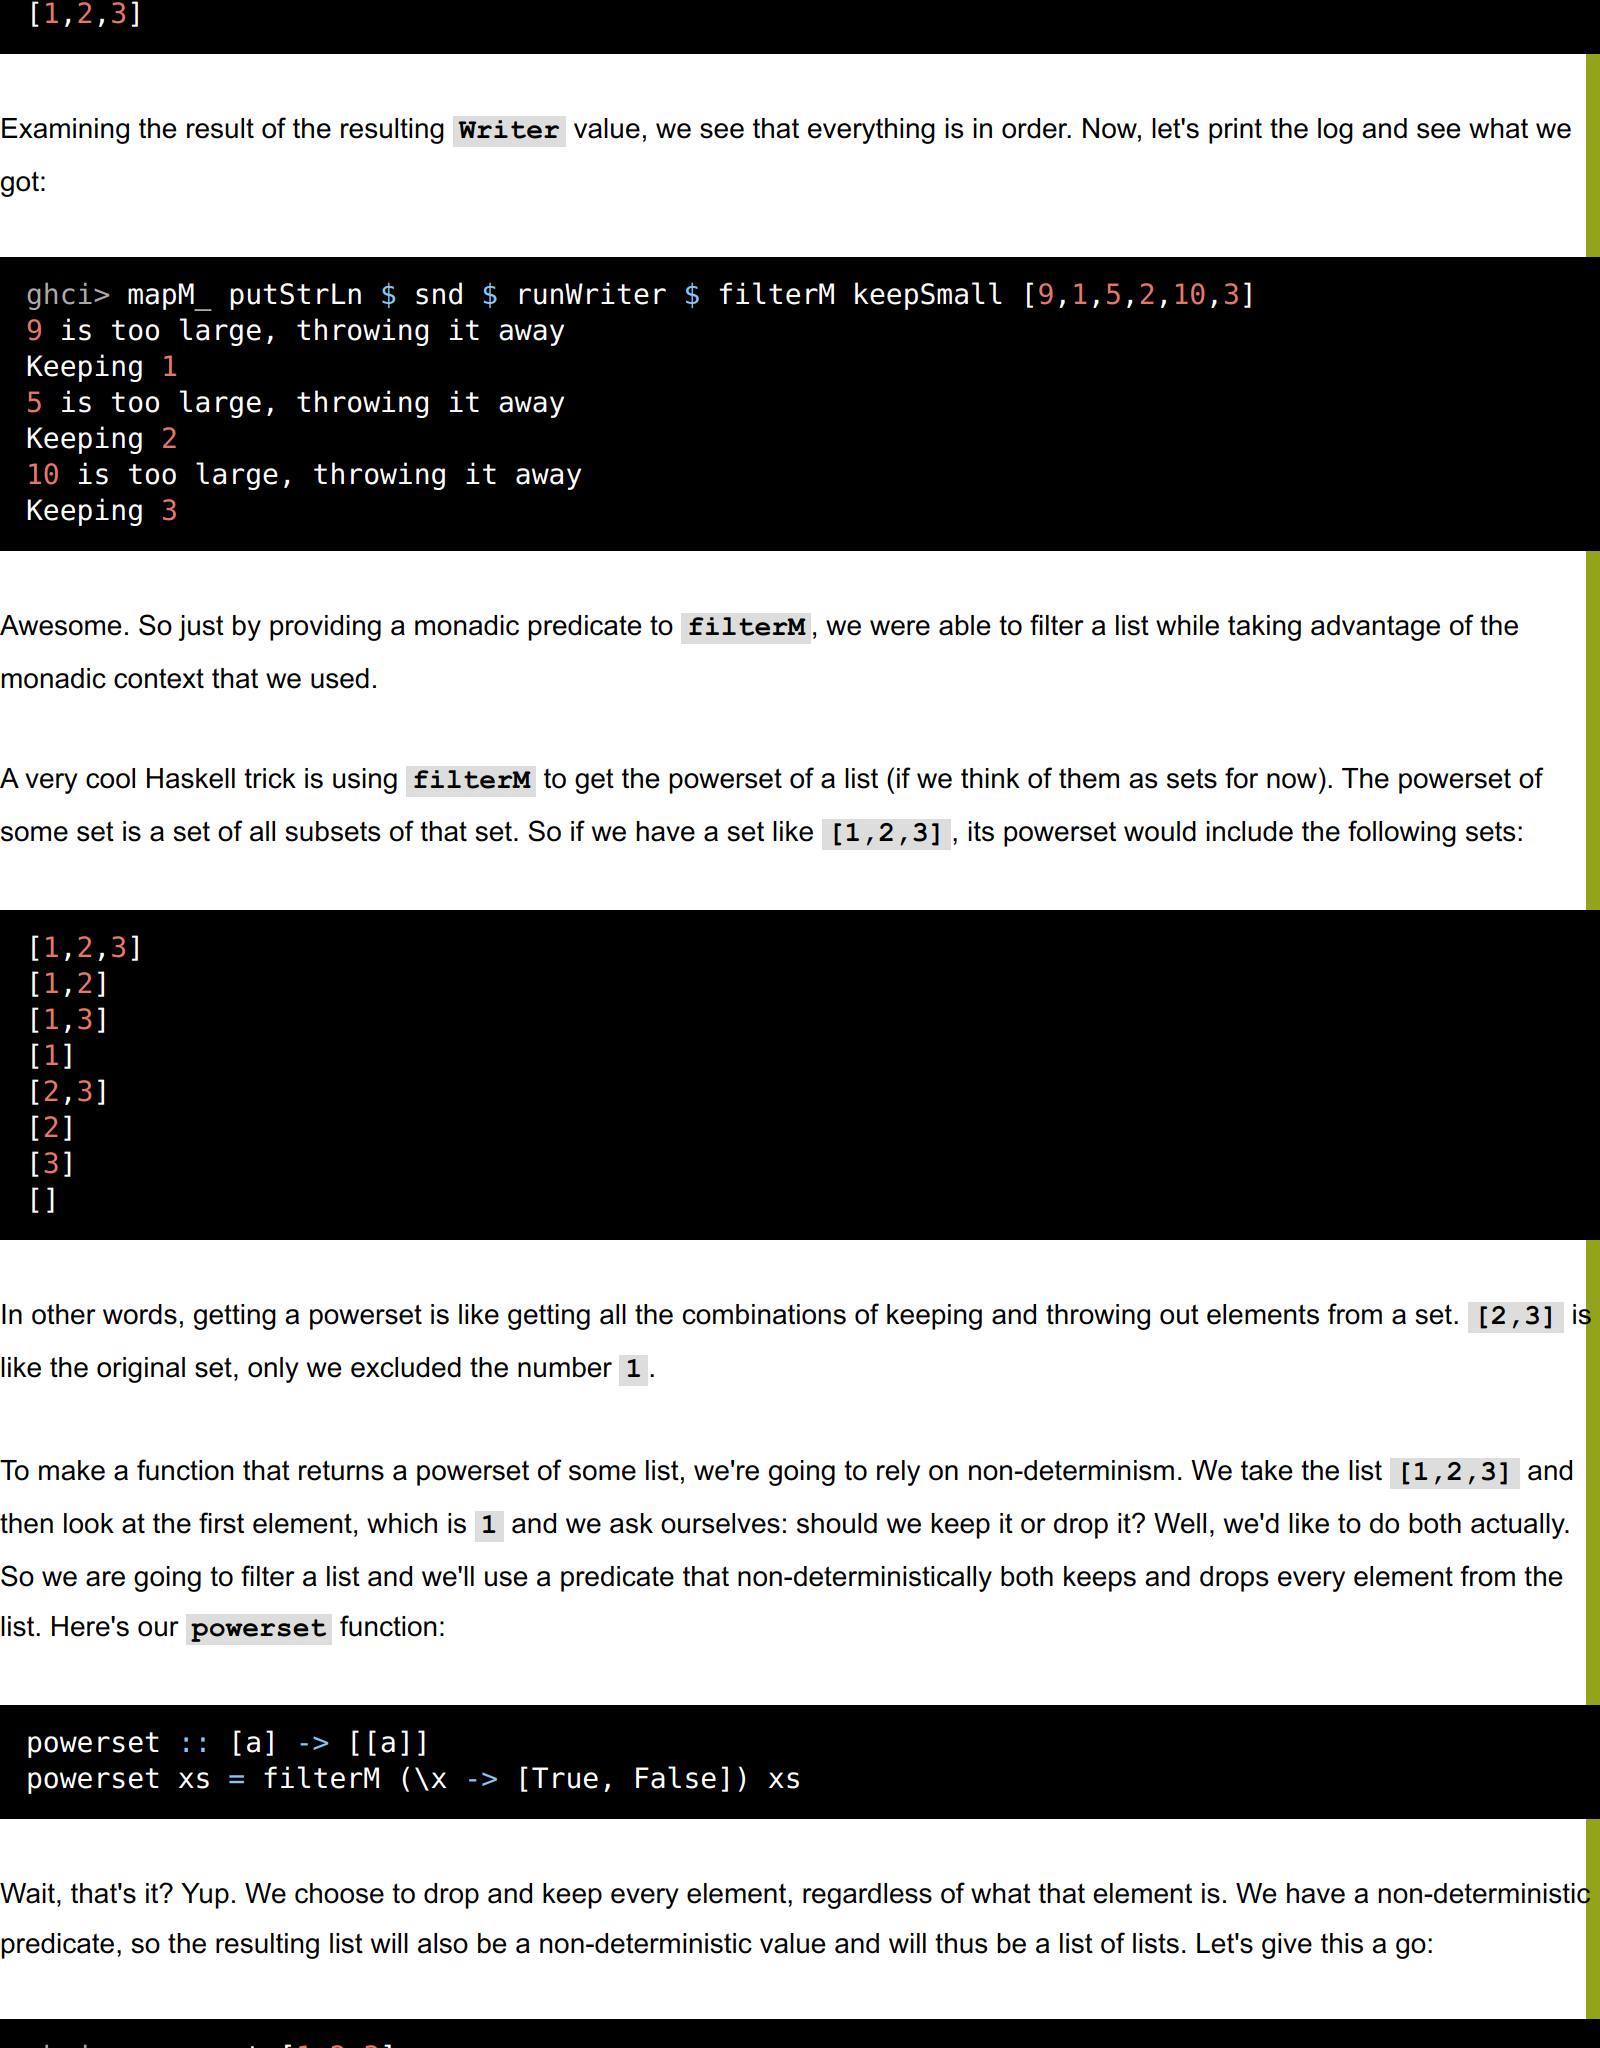 [1,2,3]
Examining the result of the resulting Writer value, we see that everything is in order. Now, let's print the log and see what we
got:
ghci> mapM_ putStrLn $ snd $ runWriter $ filterM keepSmall [9,1,5,2,10,3]
9 is too large, throwing it away
Keeping 1
5 is too large, throwing it away
Keeping 2
10 is too large, throwing it away
Keeping 3
Awesome. So just by providing a monadic predicate to filterM, we were able to filter a list while taking advantage of the
monadic context that we used.
A very cool Haskell trick is using filterM to get the powerset of a list (if we think of them as sets for now). The powerset of
some set is a set of all subsets of that set. So if we have a set like [1,2,3], its powerset would include the following sets:
[1,2,3]
[1,2]
[1,3]
[1]
[2,3]
[2]
[3]
[]
In other words, getting a powerset is like getting all the combinations of keeping and throwing out elements from a set. [2,3] is
like the original set, only we excluded the number 1.
To make a function that returns a powerset of some list, we're going to rely on non-determinism. We take the list [1,2,3] and
then look at the first element, which is 1 and we ask ourselves: should we keep it or drop it? Well, we'd like to do both actually.
So we are going to filter a list and we'll use a predicate that non-deterministically both keeps and drops every element from the
list. Here's our powerset function:
powerset :: [a] -> [[a]]
powerset xs = filterM (\x -> [True, False]) xs
Wait, that's it? Yup. We choose to drop and keep every element, regardless of what that element is. We have a non-deterministic
predicate, so the resulting list will also be a non-deterministic value and will thus be a list of lists. Let's give this a go: